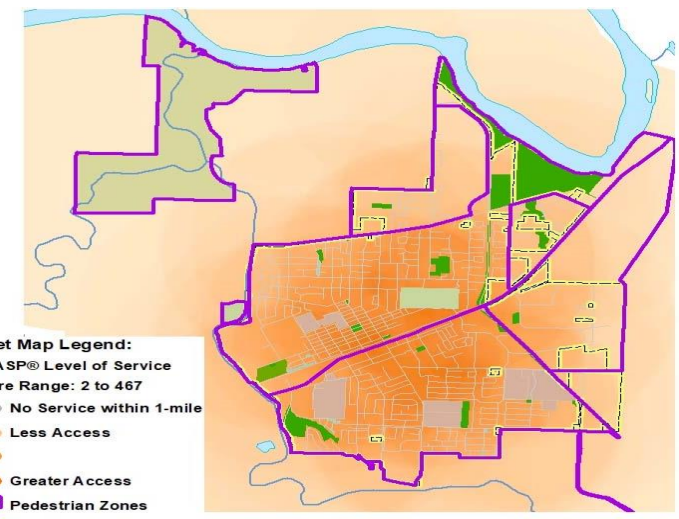 et Map Legend:
ASP® Level of Service
re Range: 2 to 467
No Service within 1-mile
Less Access
Greater Access
Pedestrian Zones